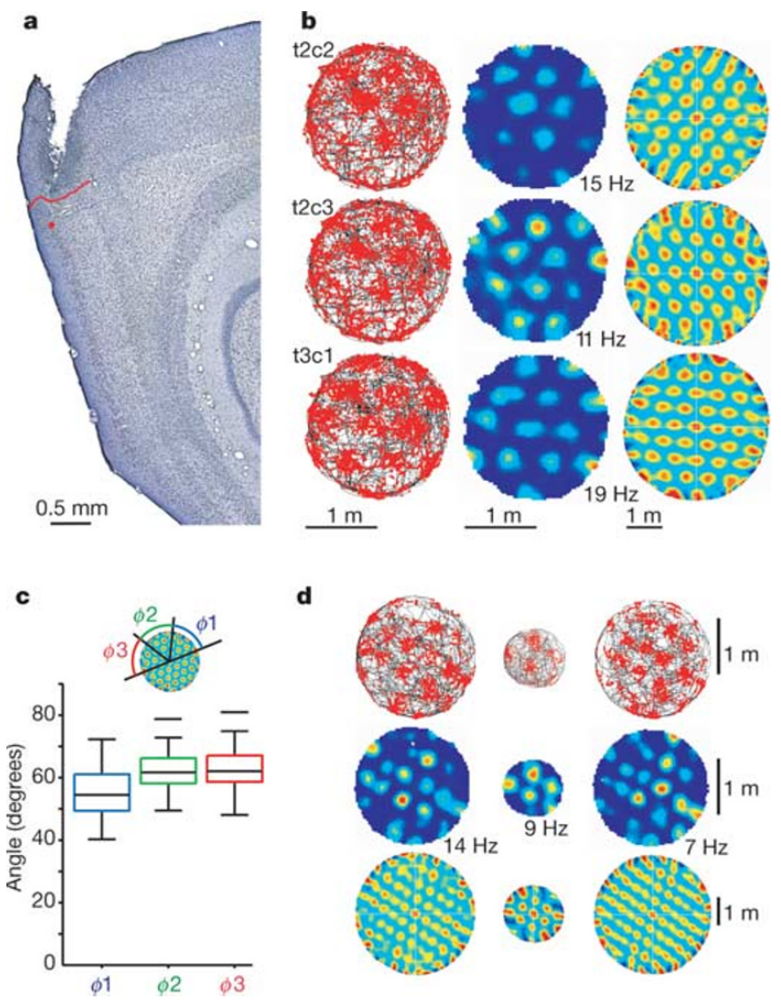 a
0.5 mm
b
t2c2
15 Hz
t2c3
11 Hz
t3c1
19 Hz
1 m 1 m 1 m
c
ϕ2
ϕ1
ϕ3
80
60
40
20
0
Angle (degrees)
ϕ1 ϕ2 ϕ3
d
1 m
1 m
14 Hz 9 Hz 7 Hz
1 m